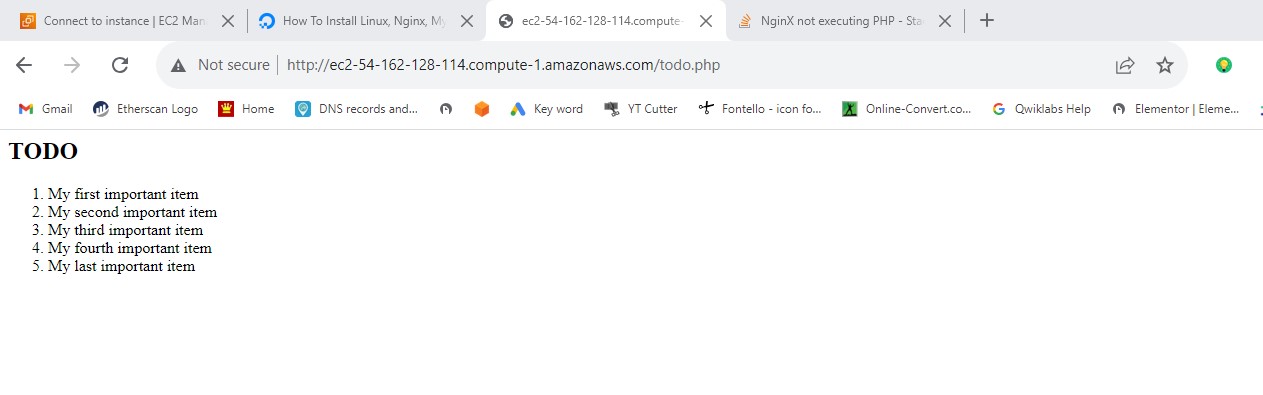 Connect to instance | EC2 Man
How To Install Linux, Nginx, My
ec2-54-162-128-114.compute-
NginX not executing PHP - Sta
Not secure | http://ec2-54-162-128-114.compute-1.amazonaws.com/todo.php
Gmail
Etherscan Logo
Home
DNS records and...
Key word
YT Cutter
Fontello - icon fo...
Online-Convert.co...
Qwiklabs Help
Elementor | Eleme...
TODO
1. My first important item
2. My second important item
3. My third important item
4. My fourth important item
5. My last important item